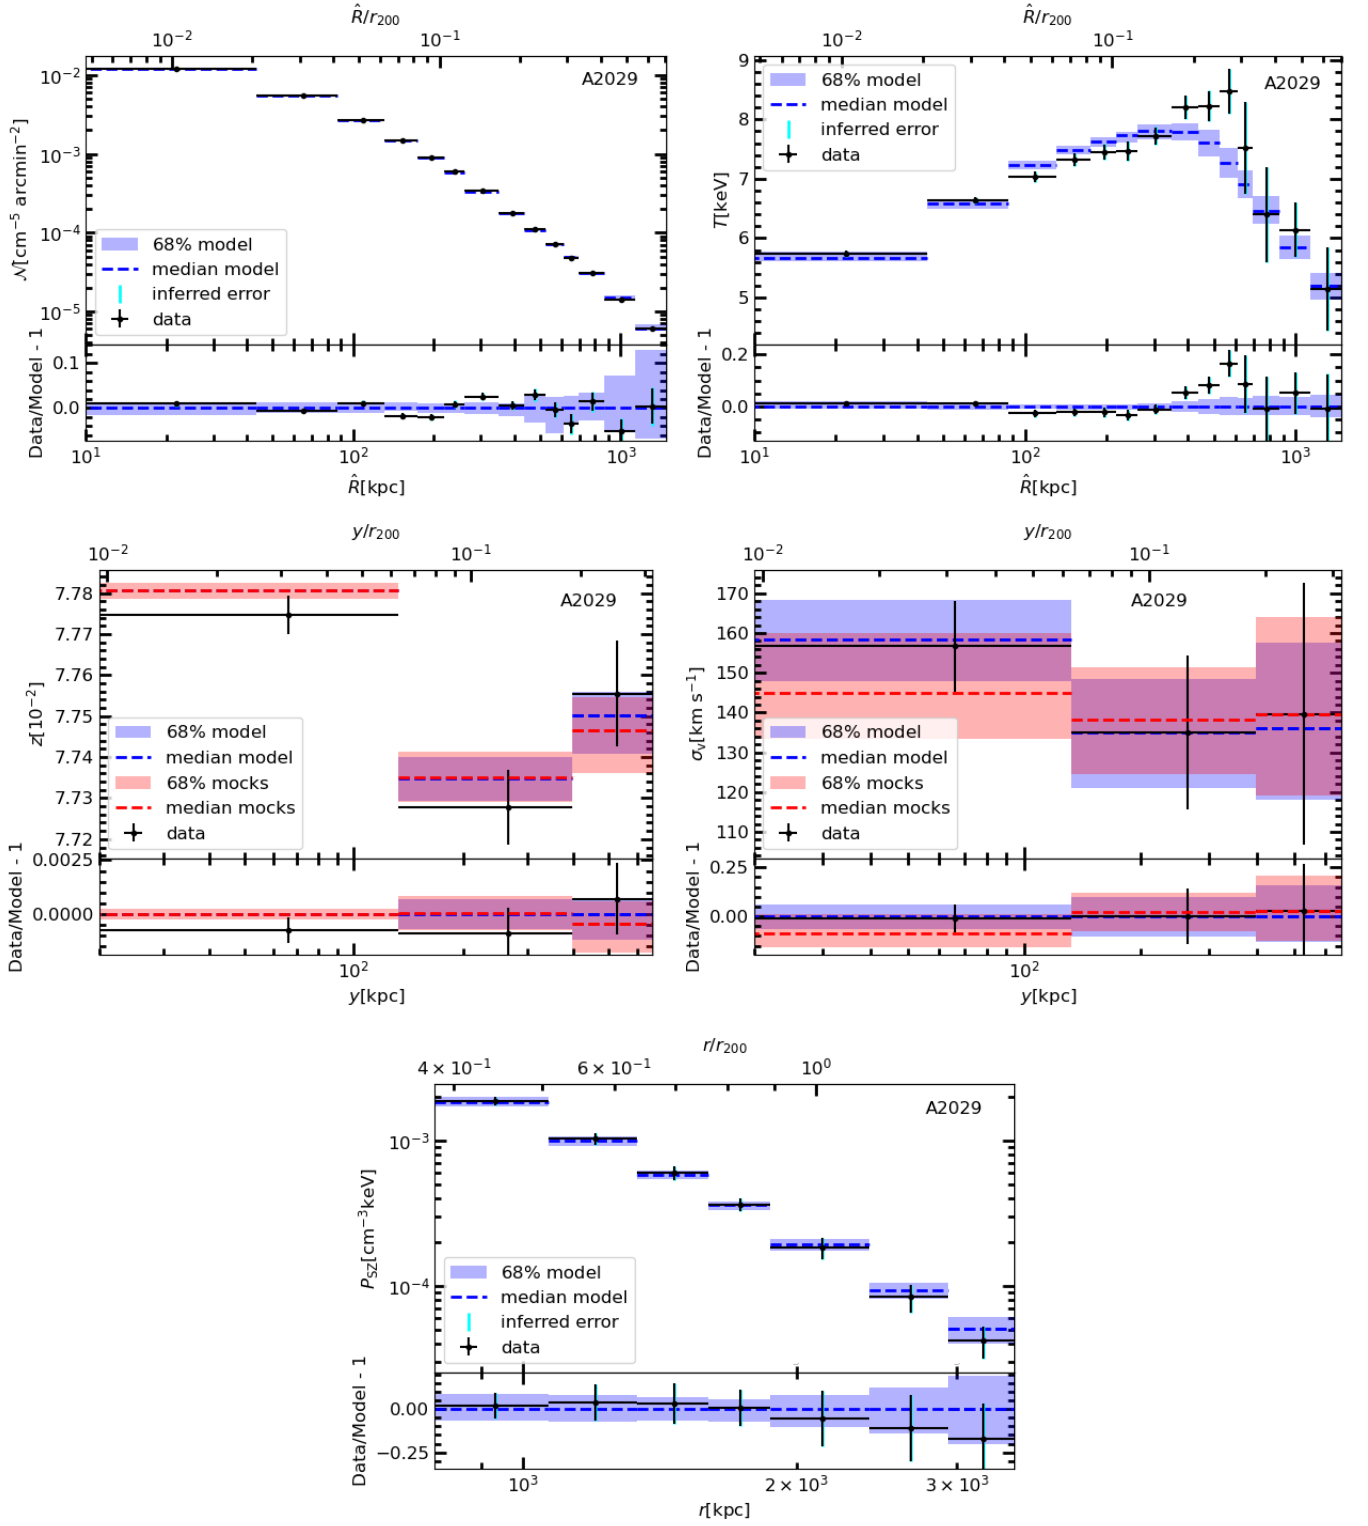 R̂/r₂₀₀
10⁻² 10⁻¹
A2029
10⁻²
10⁻³
10⁻⁴
10⁻⁵
𝒩[cm⁻⁵ arcmin⁻²]
68% model
median model
inferred error
data
0.1
0.0
Data/Model - 1
10¹ 10² 10³
R̂[kpc]
R̂/r₂₀₀
10⁻² 10⁻¹
A2029
68% model
median model
inferred error
data
9
8
7
6
5
T[keV]
0.2
0.0
Data/Model - 1
10¹ 10² 10³
R̂[kpc]
y/r₂₀₀
10⁻² 10⁻¹
A2029
7.78
7.77
7.76
7.75
7.74
7.73
7.72
z[10⁻²]
68% model
median model
68% mocks
median mocks
data
0.0025
0.0000
Data/Model - 1
10²
y[kpc]
y/r₂₀₀
10⁻² 10⁻¹
A2029
170
160
150
140
130
120
110
σᵥ[km s⁻¹]
68% model
median model
68% mocks
median mocks
data
0.25
0.00
Data/Model - 1
10²
y[kpc]
r/r₂₀₀
4 × 10⁻¹ 6 × 10⁻¹ 10⁰
A2029
10⁻³
10⁻⁴
P_SZ[cm⁻³keV]
68% model
median model
inferred error
data
0.00
−0.25
Data/Model - 1
10³ 2 × 10³ 3 × 10³
r[kpc]